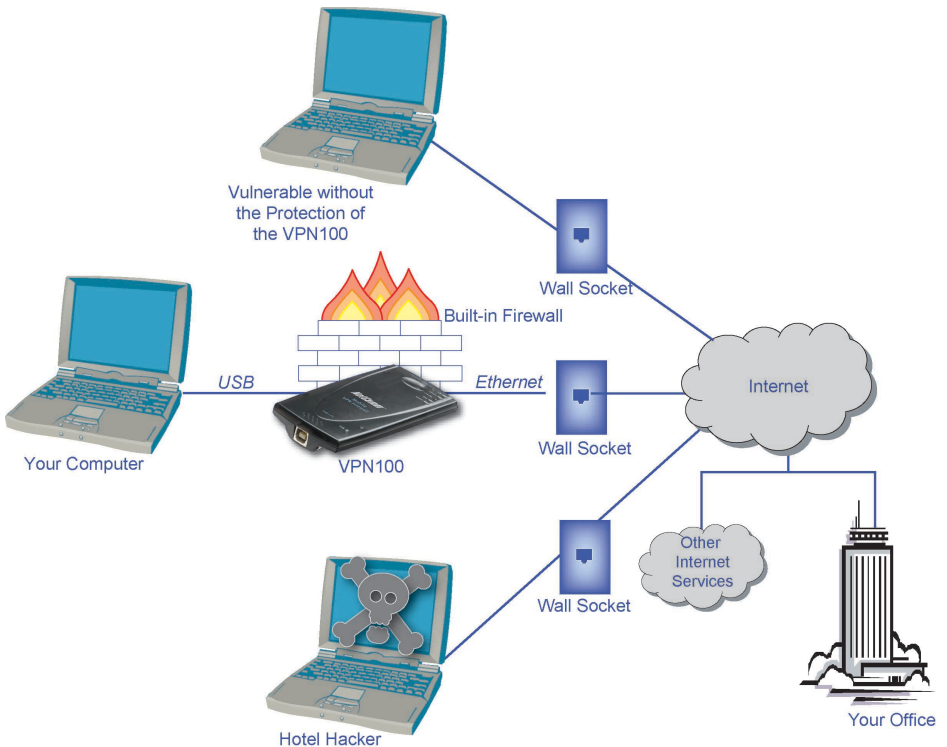 Vulnerable without
the Protection of
the VPN100
Wall Socket
Built-in Firewall
USB
Ethernet
Internet
Your Computer
VPN100
Wall Socket
Other
Internet
Services
Wall Socket
Your Office
Hotel Hacker